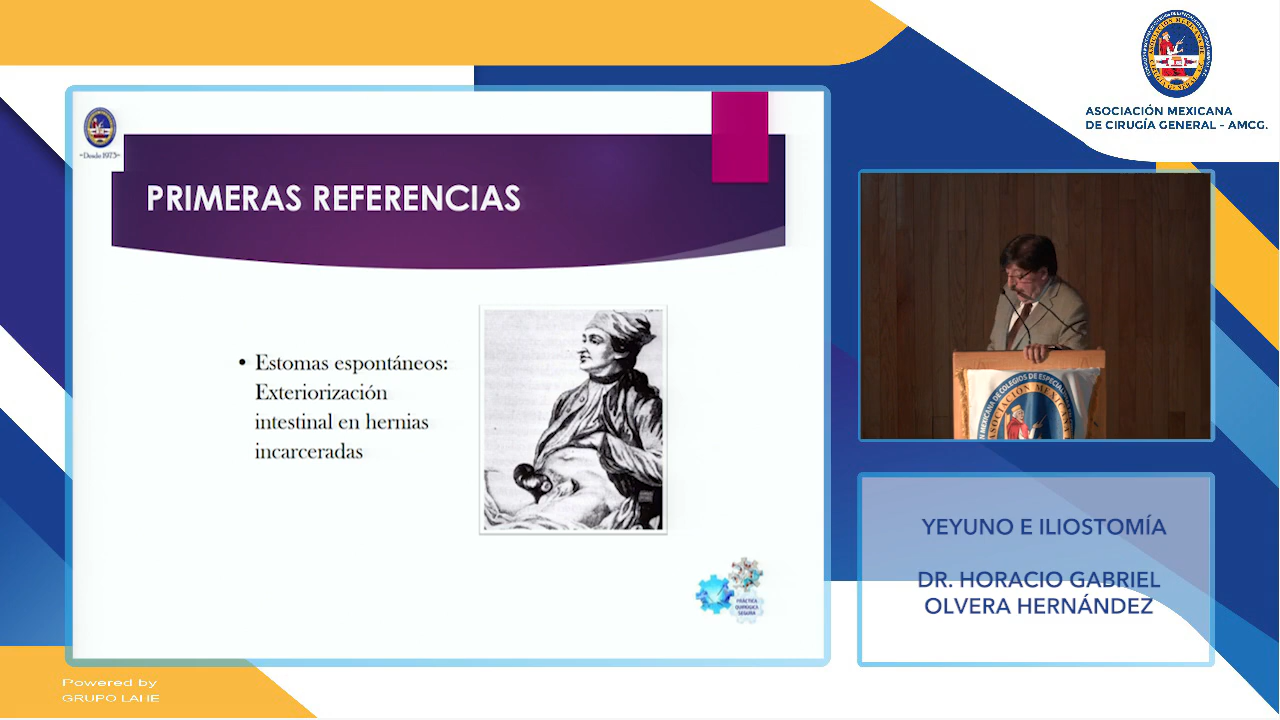 ASOCIACIÓN MEXICANA
DE CIRUGÍA GENERAL - AMCG.
~Desde 1973~
PRIMERAS REFERENCIAS
• Estomas espontáneos:
Exteriorización
intestinal en hernias
incarceradas
PRÁCTICA
QUIRÚRGICA
SEGURA
YEYUNO E ILIOSTOMÍA
DR. HORACIO GABRIEL
OLVERA HERNÁNDEZ
Powered by
GRUPO LAHE